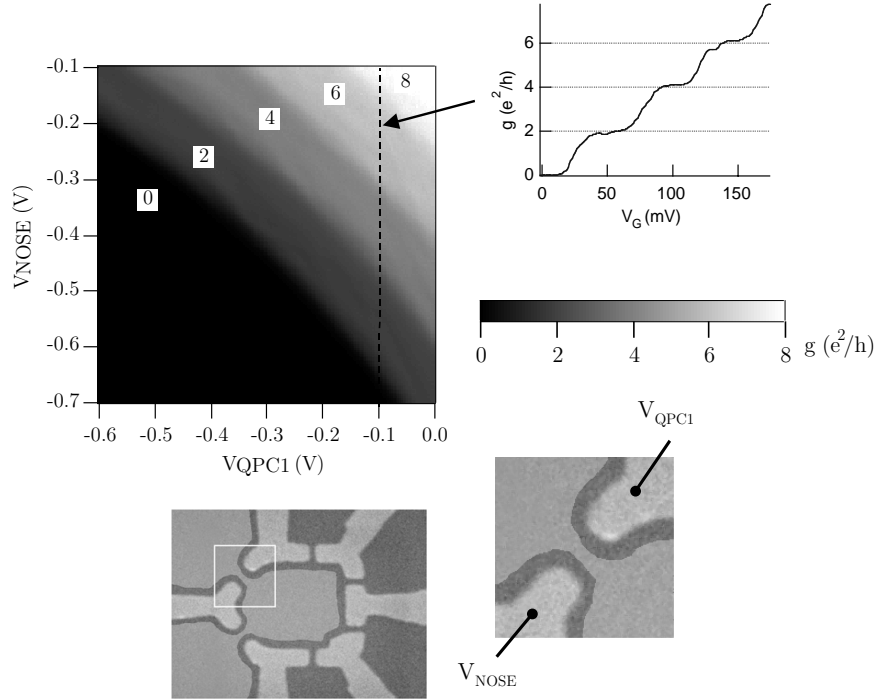 -0.1
-0.2
-0.3
-0.4
-0.5
-0.6
-0.7
VNOSE (V)
0
2
4
6
8
-0.6 -0.5 -0.4 -0.3 -0.2 -0.1 0.0
VQPC1 (V)
6
4
2
0
g (e²/h)
0 50 100 150
V_G (mV)
0 2 4 6 8
g (e²/h)
V_QPC1
V_NOSE